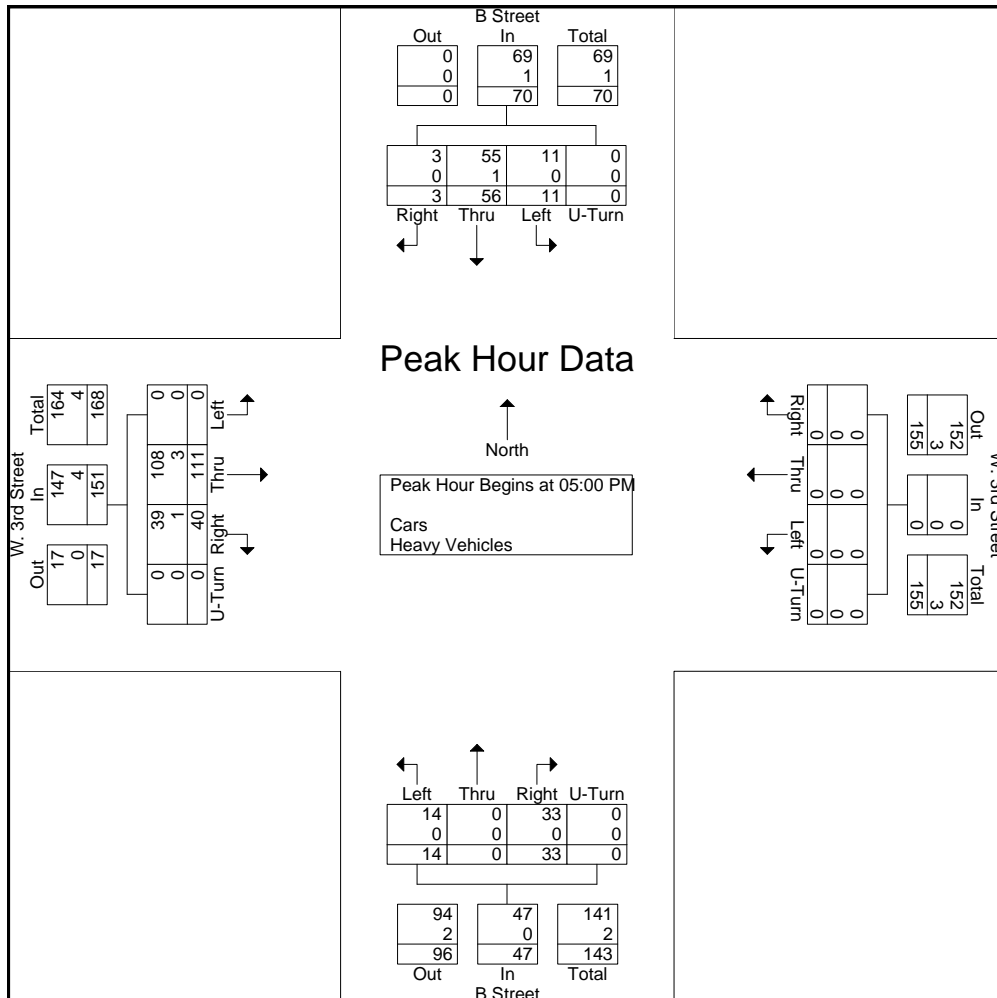 B Street
Out In Total
0 69 69
0 1 1
0 70 70
3 55 11 0
0 1 0 0
3 56 11 0
Right Thru Left U-Turn
Peak Hour Data
North
Peak Hour Begins at 05:00 PM
Cars
Heavy Vehicles
W. 3rd Street
Total In Out
164 147 17
4 4 0
168 151 17
0 108 39 0
0 3 1 0
0 111 40 0
Left Thru Right U-Turn
Right Thru Left U-Turn
0 0 0 0
0 0 0 0
0 0 0 0
Out In Total
152 0 152
3 0 3
155 0 155
W. 3rd Street
Left Thru Right U-Turn
14 0 33 0
0 0 0 0
14 0 33 0
94 47 141
2 0 2
96 47 143
Out In Total
B Street